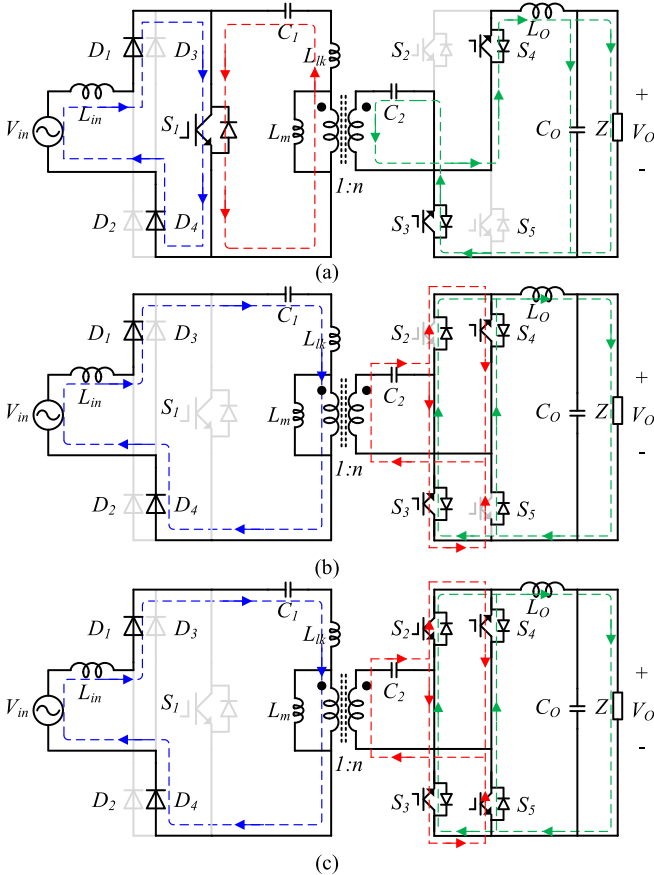 D1 D3 C1 S2 S4 LO
Llk
Vin Lin S1 Lm C2 CO Z + VO -
D2 D4 1:n S3 S5
(a)
D1 D3 C1 S2 S4 LO
Llk
Vin Lin S1 Lm C2 CO Z + VO -
D2 D4 1:n S3 S5
(b)
D1 D3 C1 S2 S4 LO
Llk
Vin Lin S1 Lm C2 CO Z + VO -
D2 D4 1:n S3 S5
(c)